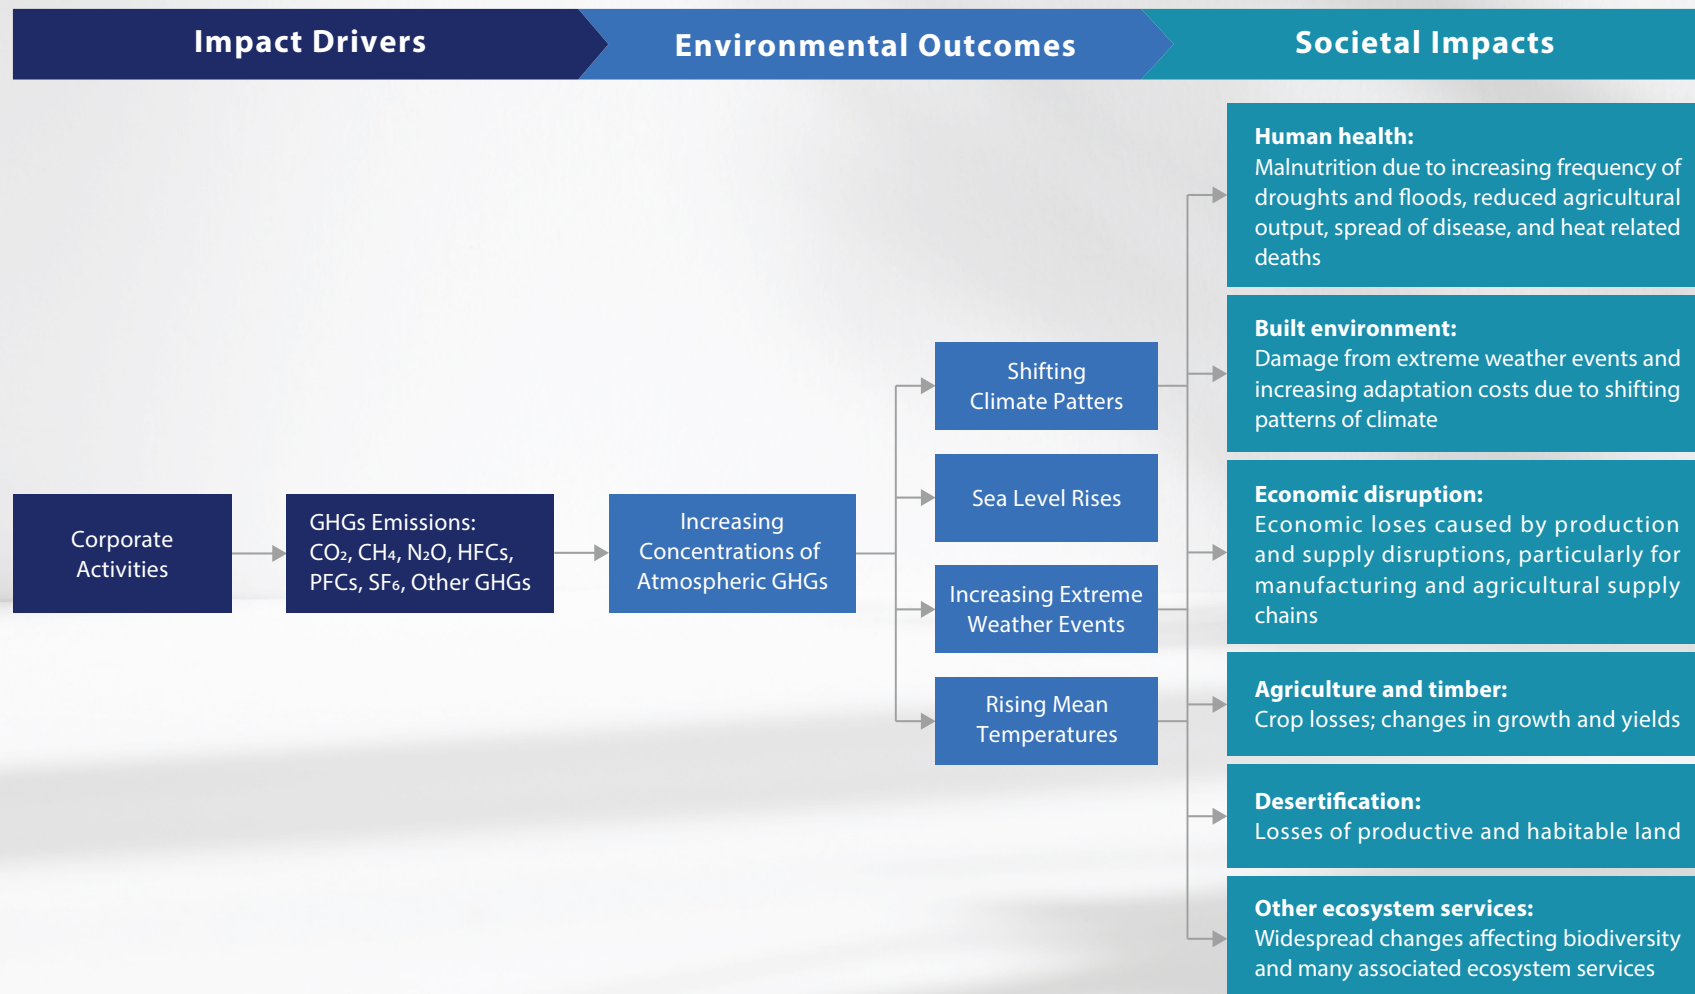 Impact Drivers
Environmental Outcomes
Societal Impacts
Corporate
Activities
GHGs Emissions:
CO₂, CH₄, N₂O, HFCs,
PFCs, SF₆, Other GHGs
Increasing
Concentrations of
Atmospheric GHGs
Shifting
Climate Patters
Sea Level Rises
Increasing Extreme
Weather Events
Rising Mean
Temperatures
Human health:
Malnutrition due to increasing frequency of
droughts and floods, reduced agricultural
output, spread of disease, and heat related
deaths
Built environment:
Damage from extreme weather events and
increasing adaptation costs due to shifting
patterns of climate
Economic disruption:
Economic loses caused by production
and supply disruptions, particularly for
manufacturing and agricultural supply
chains
Agriculture and timber:
Crop losses; changes in growth and yields
Desertification:
Losses of productive and habitable land
Other ecosystem services:
Widespread changes affecting biodiversity
and many associated ecosystem services